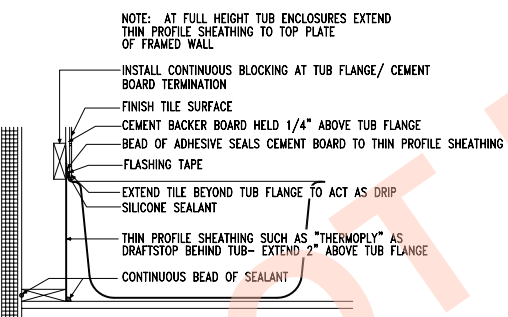 NOTE: AT FULL HEIGHT TUB ENCLOSURES EXTEND
THIN PROFILE SHEATHING TO TOP PLATE
OF FRAMED WALL
INSTALL CONTINUOUS BLOCKING AT TUB FLANGE/ CEMENT
BOARD TERMINATION
FINISH TILE SURFACE
CEMENT BACKER BOARD HELD 1/4" ABOVE TUB FLANGE
BEAD OF ADHESIVE SEALS CEMENT BOARD TO THIN PROFILE SHEATHING
FLASHING TAPE
EXTEND TILE BEYOND TUB FLANGE TO ACT AS DRIP
SILICONE SEALANT
THIN PROFILE SHEATHING SUCH AS "THERMOPLY" AS
DRAFTSTOP BEHIND TUB- EXTEND 2" ABOVE TUB FLANGE
CONTINUOUS BEAD OF SEALANT